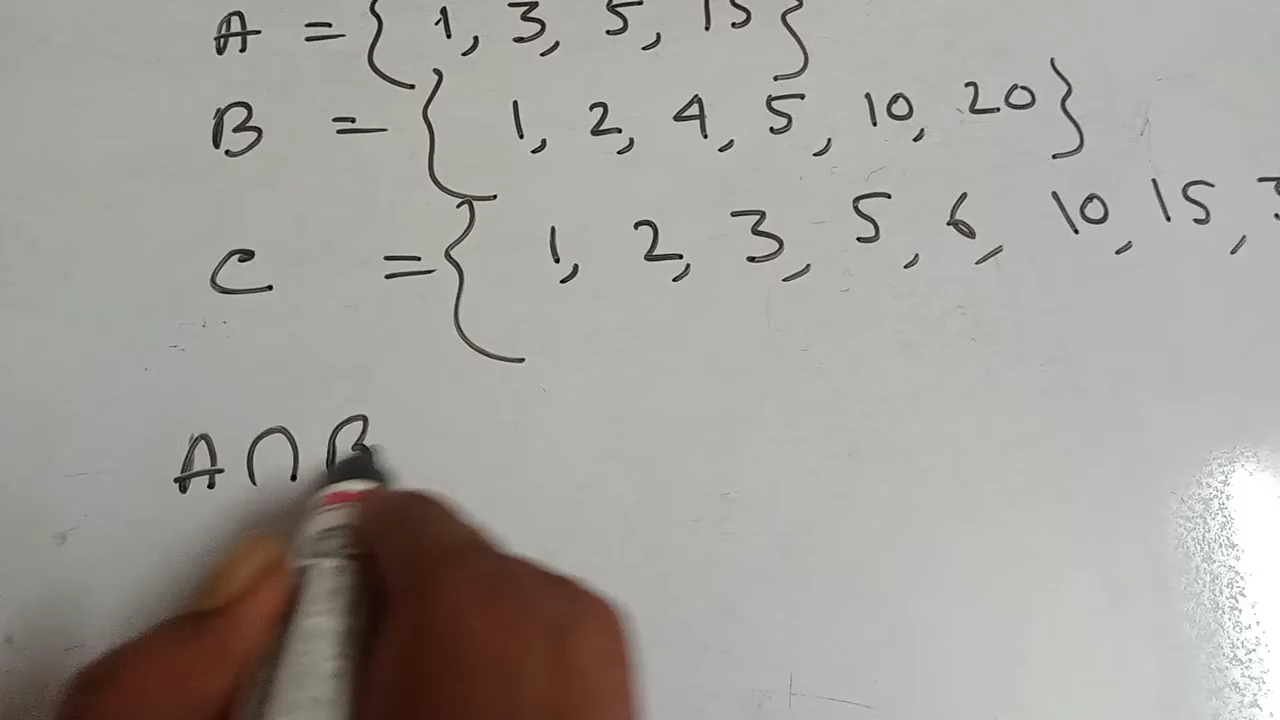 A = { 1, 3, 5, 15 }
B = { 1, 2, 4, 5, 10, 20 }
C = { 1, 2, 3, 5, 6, 10, 15,
A ∩ B